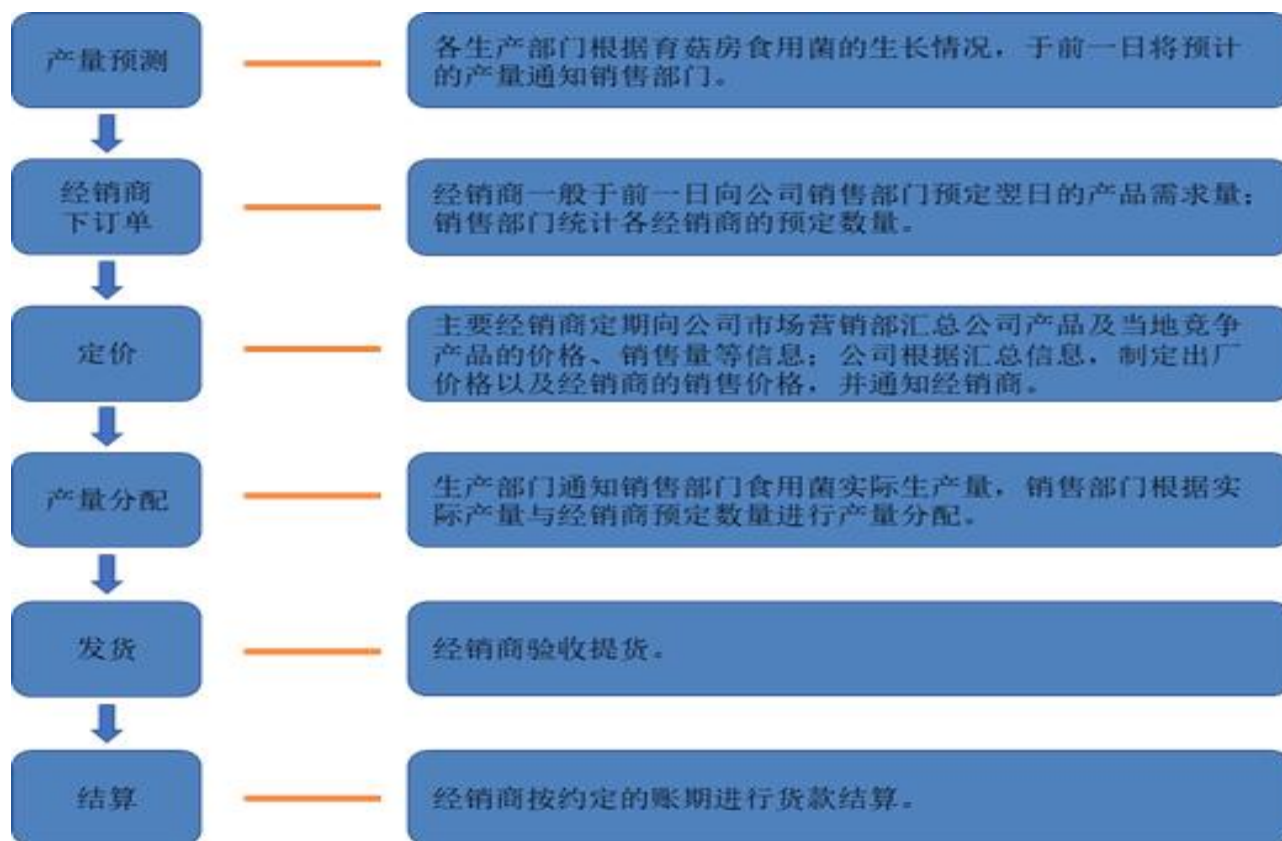 产量预测
各生产部门根据育菇房食用菌的生长情况，于前一日将预计
的产量通知销售部门。
经销商
下订单
经销商一般于前一日向公司销售部门预定翌日的产品需求量；
销售部门统计各经销商的预定数量。
定价
主要经销商定期向公司市场营销部汇总公司产品及当地竞争
产品的价格、销售量等信息；公司根据汇总信息，制定出厂
价格以及经销商的销售价格，并通知经销商。
产量分配
生产部门通知销售部门食用菌实际生产量，销售部门根据实
际产量与经销商预定数量进行产量分配。
发货
经销商验收提货。
结算
经销商按约定的账期进行货款结算。